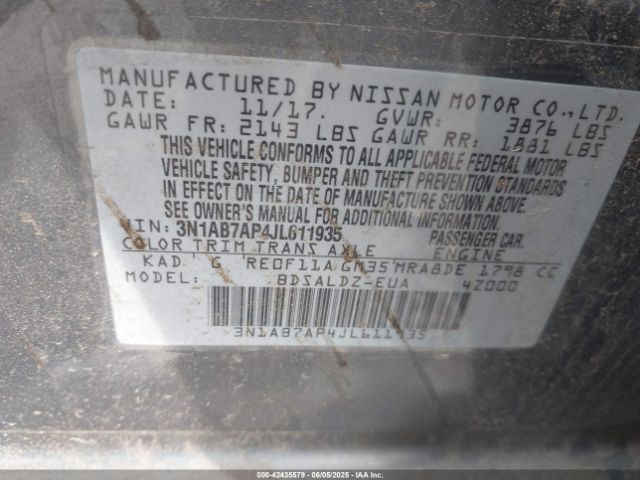 MANUFACTURED BY NISSAN MOTOR CO., LTD.
DATE: 11/17. GVWR: 3876 LBS
GAWR FR: 2143 LBS GAWR RR: 1881 LBS
THIS VEHICLE CONFORMS TO ALL APPLICABLE FEDERAL MOTOR
VEHICLE SAFETY, BUMPER AND THEFT PREVENTION STANDARDS
IN EFFECT ON THE DATE OF MANUFACTURE SHOWN ABOVE.
SEE OWNER'S MANUAL FOR ADDITIONAL INFORMATION.
VIN: 3N1AB7AP4JL611935 PASSENGER CAR.
COLOR TRIM TRANS AXLE ENGINE
KAD G RE0F11A GM35 MRA8DE 1798 CC
MODEL: BDSALDZ-EUA 4Z000
3N1AB7AP4JL611935
000-42435579 - 06/05/2025 - IAA Inc.